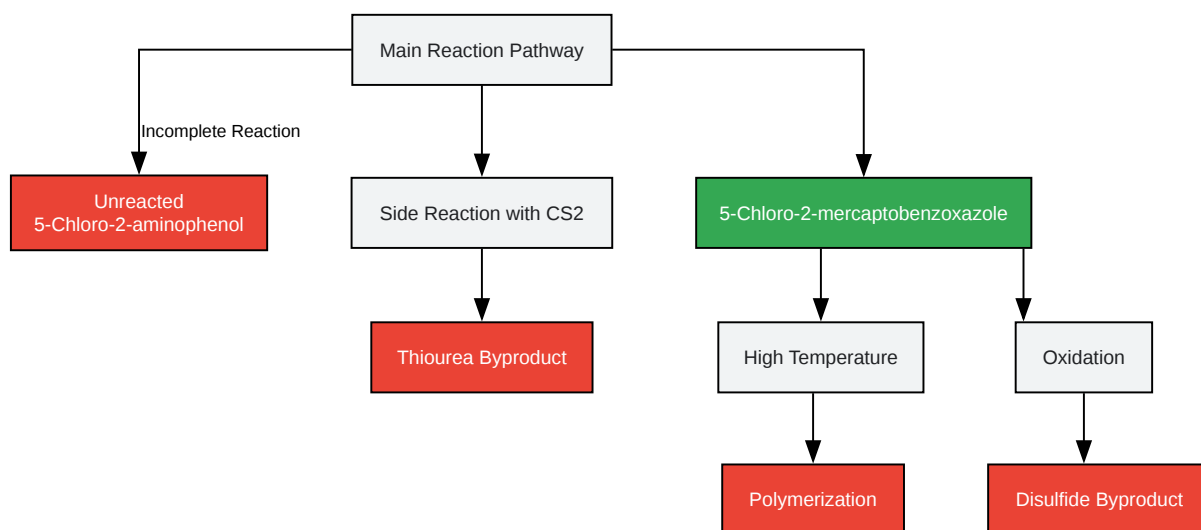 Main Reaction Pathway
Incomplete Reaction
Unreacted
5-Chloro-2-aminophenol
Side Reaction with CS2
5-Chloro-2-mercaptobenzoxazole
Thiourea Byproduct
High Temperature
Oxidation
Polymerization
Disulfide Byproduct